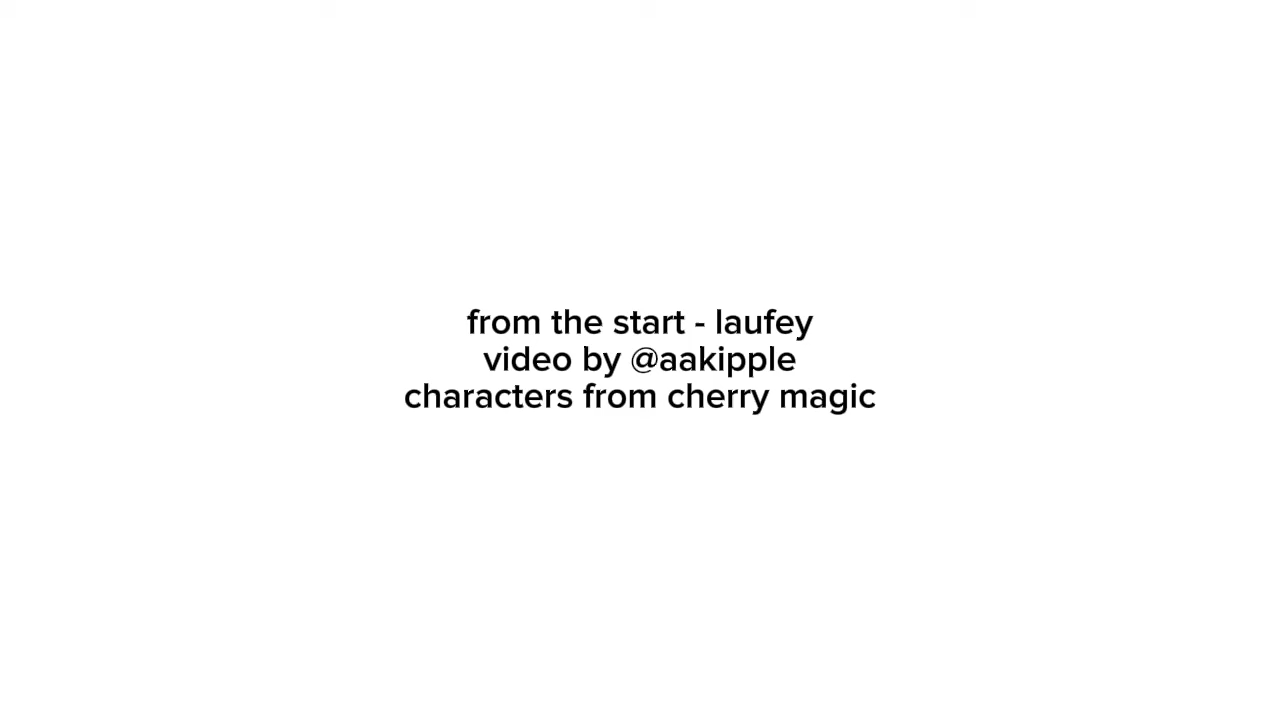 from the start - laufey
video by @aakipple
characters from cherry magic